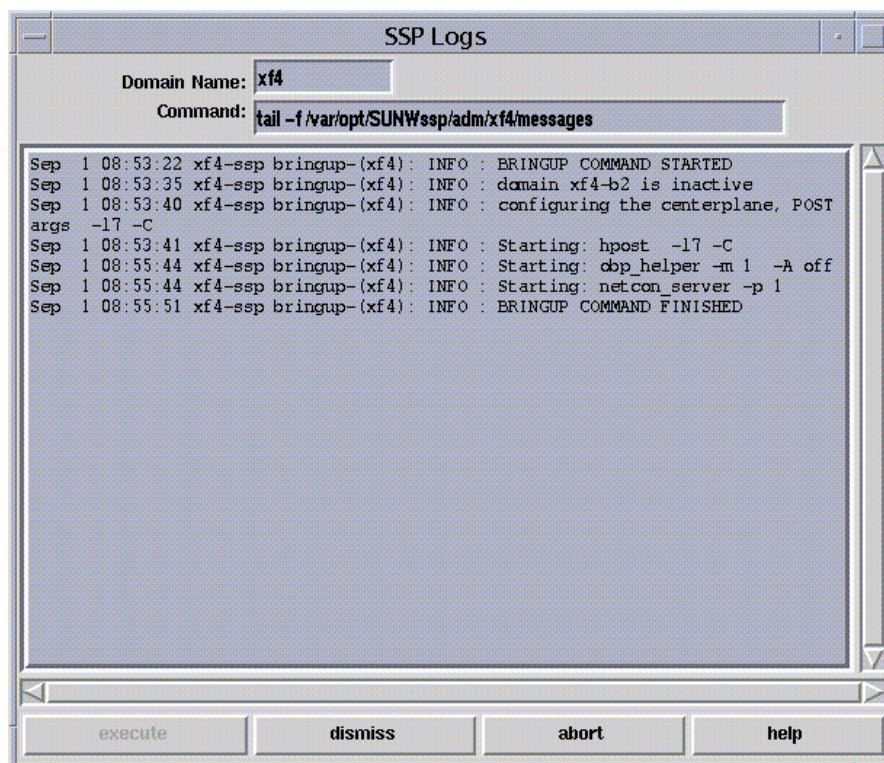 SSP Logs
Domain Name: xf4
Command: tail -f /var/opt/SUNWssp/adm/xf4/messages
Sep  1 08:53:22 xf4-ssp bringup-(xf4): INFO : BRINGUP COMMAND STARTED
Sep  1 08:53:35 xf4-ssp bringup-(xf4): INFO : domain xf4-b2 is inactive
Sep  1 08:53:40 xf4-ssp bringup-(xf4): INFO : configuring the centerplane, POST
args  -l7 -C
Sep  1 08:53:41 xf4-ssp bringup-(xf4): INFO : Starting: hpost  -l7 -C
Sep  1 08:55:44 xf4-ssp bringup-(xf4): INFO : Starting: obp_helper -m 1  -A off
Sep  1 08:55:44 xf4-ssp bringup-(xf4): INFO : Starting: netcon_server -p 1
Sep  1 08:55:51 xf4-ssp bringup-(xf4): INFO : BRINGUP COMMAND FINISHED
execute dismiss abort help